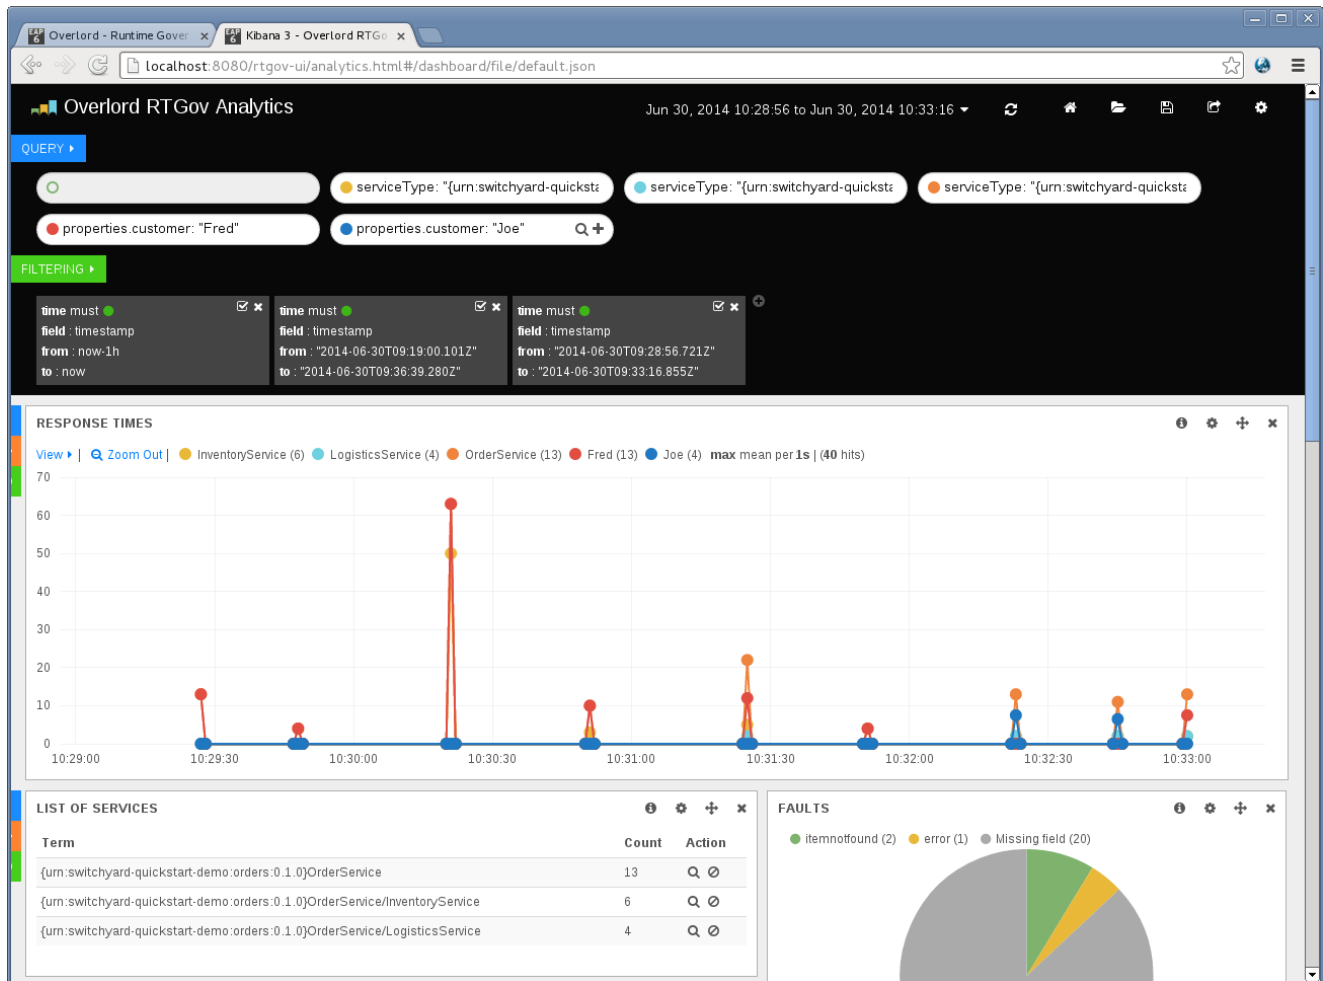 Overlord - Runtime Gover
Kibana 3 - Overlord RTGo
localhost:8080/rtgov-ui/analytics.html#/dashboard/file/default.json
Overlord RTGov Analytics
Jun 30, 2014 10:28:56 to Jun 30, 2014 10:33:16
QUERY
serviceType: "{urn:switchyard-quicksta
serviceType: "{urn:switchyard-quicksta
serviceType: "{urn:switchyard-quicksta
properties.customer: "Fred"
properties.customer: "Joe"
FILTERING
time must
field : timestamp
from : now-1h
to : now
time must
field : timestamp
from : "2014-06-30T09:19:00.101Z"
to : "2014-06-30T09:36:39.280Z"
time must
field : timestamp
from : "2014-06-30T09:28:56.721Z"
to : "2014-06-30T09:33:16.855Z"
RESPONSE TIMES
View | Zoom Out | InventoryService (6) LogisticsService (4) OrderService (13) Fred (13) Joe (4) max mean per 1s | (40 hits)
70
60
50
40
30
20
10
0
10:29:00 10:29:30 10:30:00 10:30:30 10:31:00 10:31:30 10:32:00 10:32:30 10:33:00
LIST OF SERVICES
Term Count Action
{urn:switchyard-quickstart-demo:orders:0.1.0}OrderService 13
{urn:switchyard-quickstart-demo:orders:0.1.0}OrderService/InventoryService 6
{urn:switchyard-quickstart-demo:orders:0.1.0}OrderService/LogisticsService 4
FAULTS
itemnotfound (2) error (1) Missing field (20)